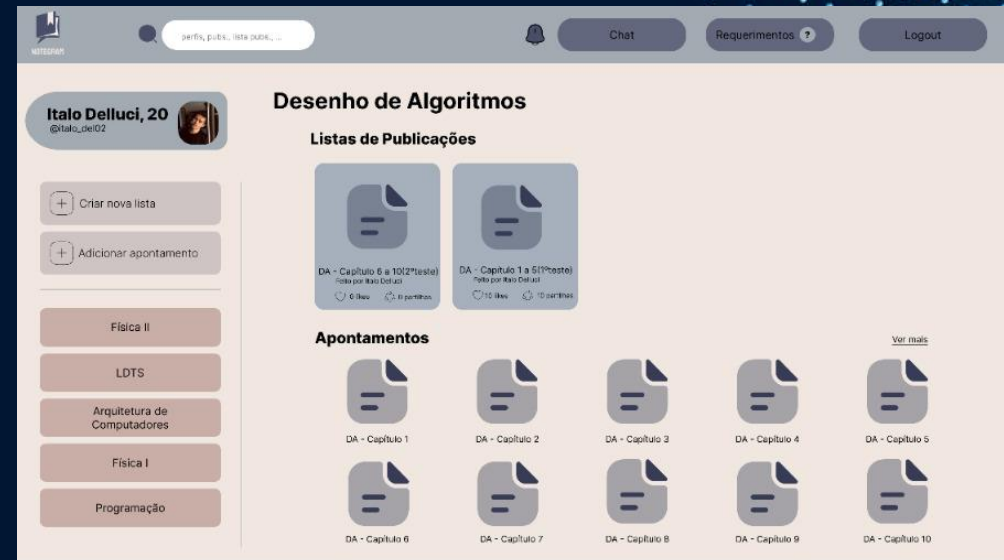 NOTEGRAM
perfis, pubs., lista pubs., ...
Chat
Requerimentos ?
Logout
Italo Delluci, 20
@italo_del02
Criar nova lista
Adicionar apontamento
Física II
LDTS
Arquitetura de
Computadores
Física I
Programação
Desenho de Algoritmos
Listas de Publicações
DA - Capítulo 6 a 10(2ºteste)
Feito por Italo Delluci
0 likes 0 partilhas
DA - Capítulo 1 a 5(1ºteste)
Feito por Italo Delluci
10 likes 10 partilhas
Apontamentos
Ver mais
DA - Capítulo 1
DA - Capítulo 2
DA - Capítulo 3
DA - Capítulo 4
DA - Capítulo 5
DA - Capítulo 6
DA - Capítulo 7
DA - Capítulo 8
DA - Capítulo 9
DA - Capítulo 10